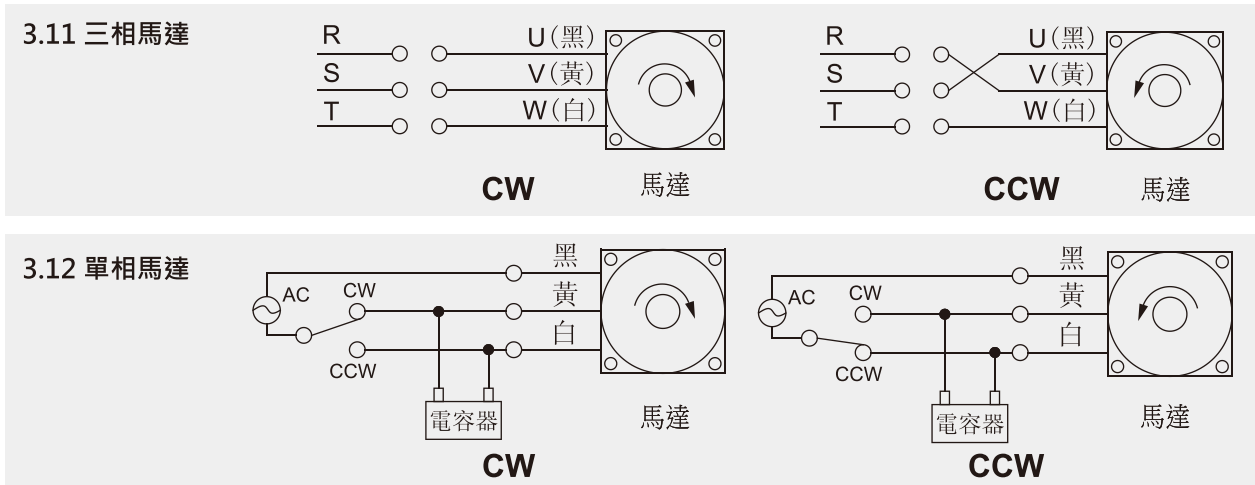 3.11 三相馬達
R
S
T
U(黑)
V(黃)
W(白)
CW
馬達
R
S
T
U(黑)
V(黃)
W(白)
CCW
馬達
3.12 單相馬達
AC
CW
CCW
黑
黃
白
電容器
馬達
CW
AC
CW
CCW
黑
黃
白
電容器
馬達
CCW